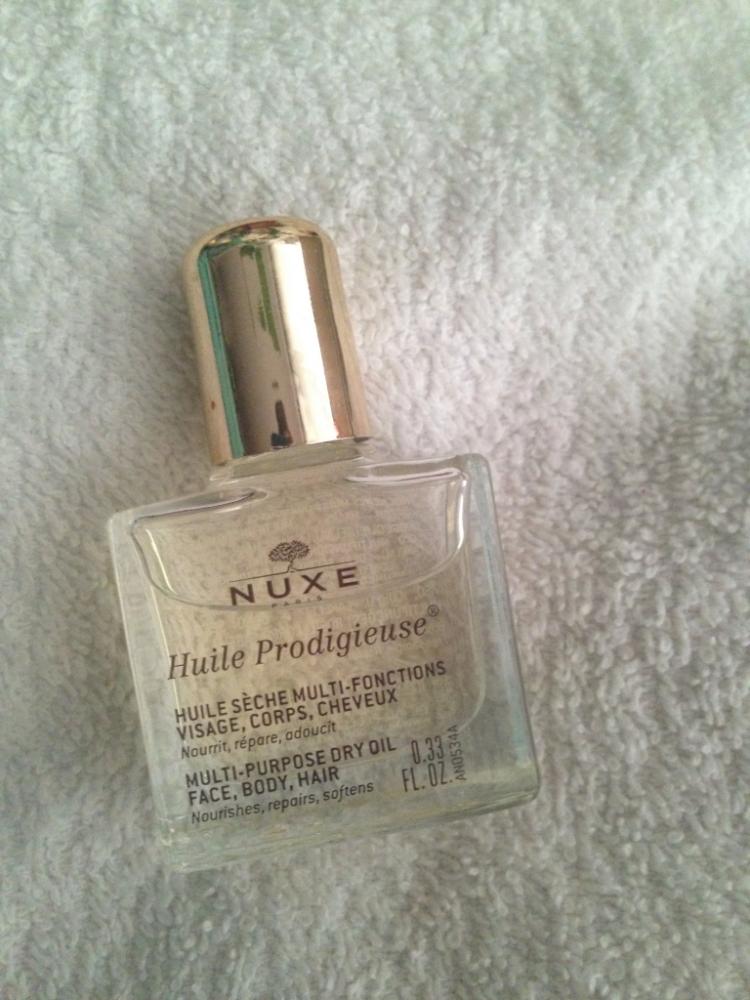 NUXE
PARIS
Huile Prodigieuse®
HUILE SÈCHE MULTI-FONCTIONS
VISAGE, CORPS, CHEVEUX
Nourrit, répare, adoucit
MULTI-PURPOSE DRY OIL
FACE, BODY, HAIR
Nourishes, repairs, softens
0.33
FL. OZ.
AN0534A